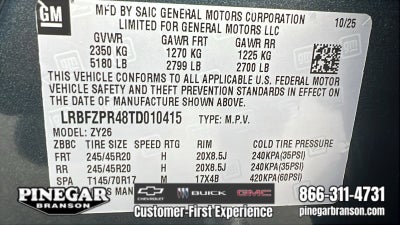 GM
MFD BY SAIC GENERAL MOTORS CORPORATION
10/25
LIMITED FOR GENERAL MOTORS LLC
GVWR GAWR FRT GAWR RR
2350 KG 1270 KG 1225 KG
5180 LB 2799 LB 2700 LB
THIS VEHICLE CONFORMS TO ALL APPLICABLE U.S. FEDERAL MOTOR
VEHICLE SAFETY AND THEFT PREVENTION STANDARDS IN EFFECT ON
THE DATE OF MANUFACTURE SHOWN ABOVE.
LRBFZPR48TD010415 TYPE: M.P.V.
MODEL: ZY26
ZBBC TIRE SIZE SPEED RTG RIM COLD TIRE PRESSURE
FRT 245/45R20 H 20X8.5J 240KPA(35PSI)
RR 245/45R20 H 20X8.5J 240KPA(35PSI)
SPA T145/70R17 M 17X4B 420KPA(60PSI)
PINEGAR
BRANSON
CHEVROLET
BUICK
GMC
866-311-4731
Customer-First Experience
pinegarbranson.com/